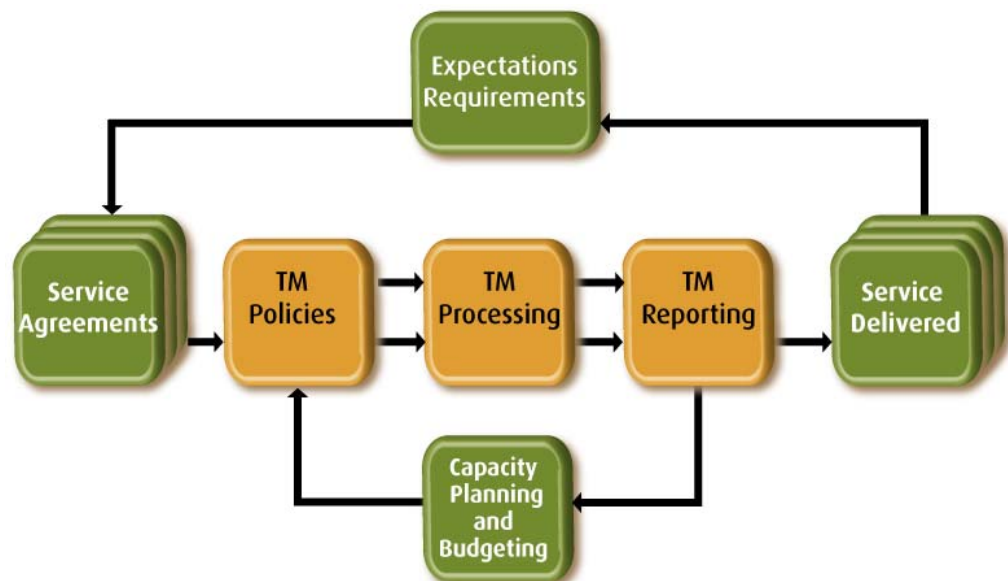 Expectations
Requirements
Service
Agreements
TM
Policies
TM
Processing
TM
Reporting
Service
Delivered
Capacity
Planning
and
Budgeting